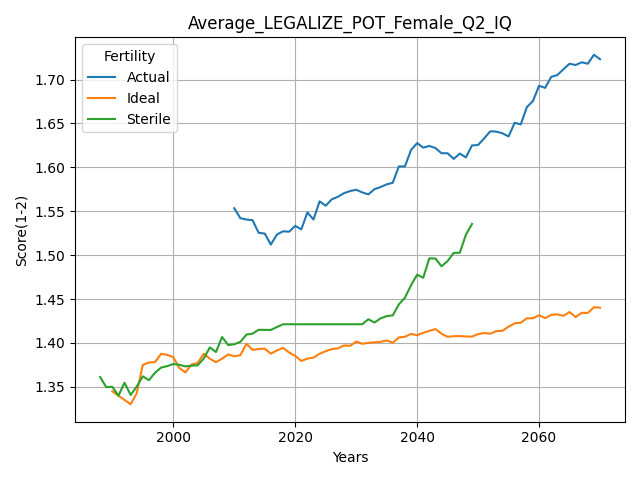 Average_LEGALIZE_POT_Female_Q2_IQ
Fertility
Actual
Ideal
Sterile
Score(1-2)
1.70
1.65
1.60
1.55
1.50
1.45
1.40
1.35
2000 2020 2040 2060
Years